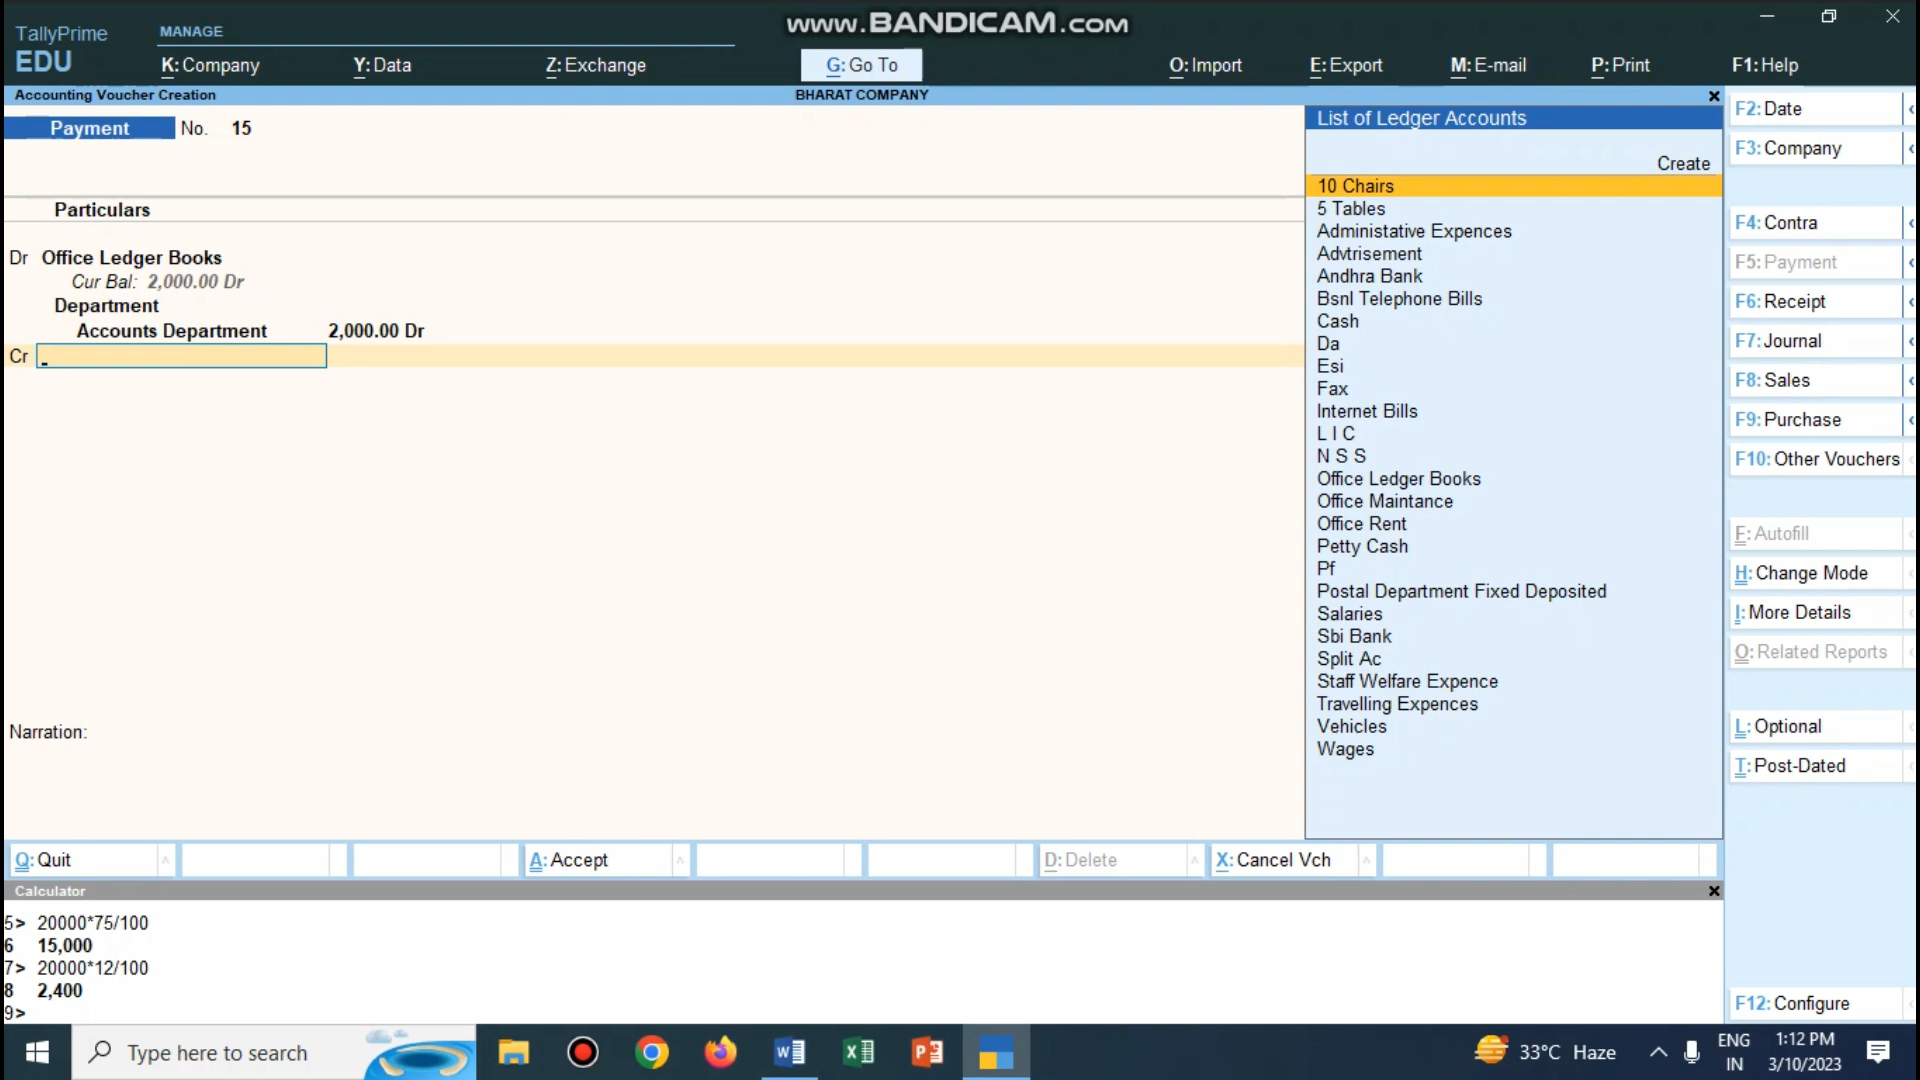 www.BANDICAM.com
TallyPrime
EDU
MANAGE
K: Company
Y: Data
Z: Exchange
G: Go To
O: Import
E: Export
M: E-mail
P: Print
F1: Help
Accounting Voucher Creation
BHARAT COMPANY
Payment No. 15
Particulars
Dr Office Ledger Books
Cur Bal: 2,000.00 Dr
Department
Accounts Department 2,000.00 Dr
Cr
Narration:
List of Ledger Accounts
Create
10 Chairs
5 Tables
Administative Expences
Advtrisement
Andhra Bank
Bsnl Telephone Bills
Cash
Da
Esi
Fax
Internet Bills
L I C
N S S
Office Ledger Books
Office Maintance
Office Rent
Petty Cash
Pf
Postal Department Fixed Deposited
Salaries
Sbi Bank
Split Ac
Staff Welfare Expence
Travelling Expences
Vehicles
Wages
F2: Date
F3: Company
F4: Contra
F5: Payment
F6: Receipt
F7: Journal
F8: Sales
F9: Purchase
F10: Other Vouchers
F: Autofill
H: Change Mode
I: More Details
O: Related Reports
L: Optional
T: Post-Dated
F12: Configure
Q: Quit
A: Accept
D: Delete
X: Cancel Vch
Calculator
5> 20000*75/100
6 15,000
7> 20000*12/100
8 2,400
9>
Type here to search
33°C Haze
ENG
IN
1:12 PM
3/10/2023